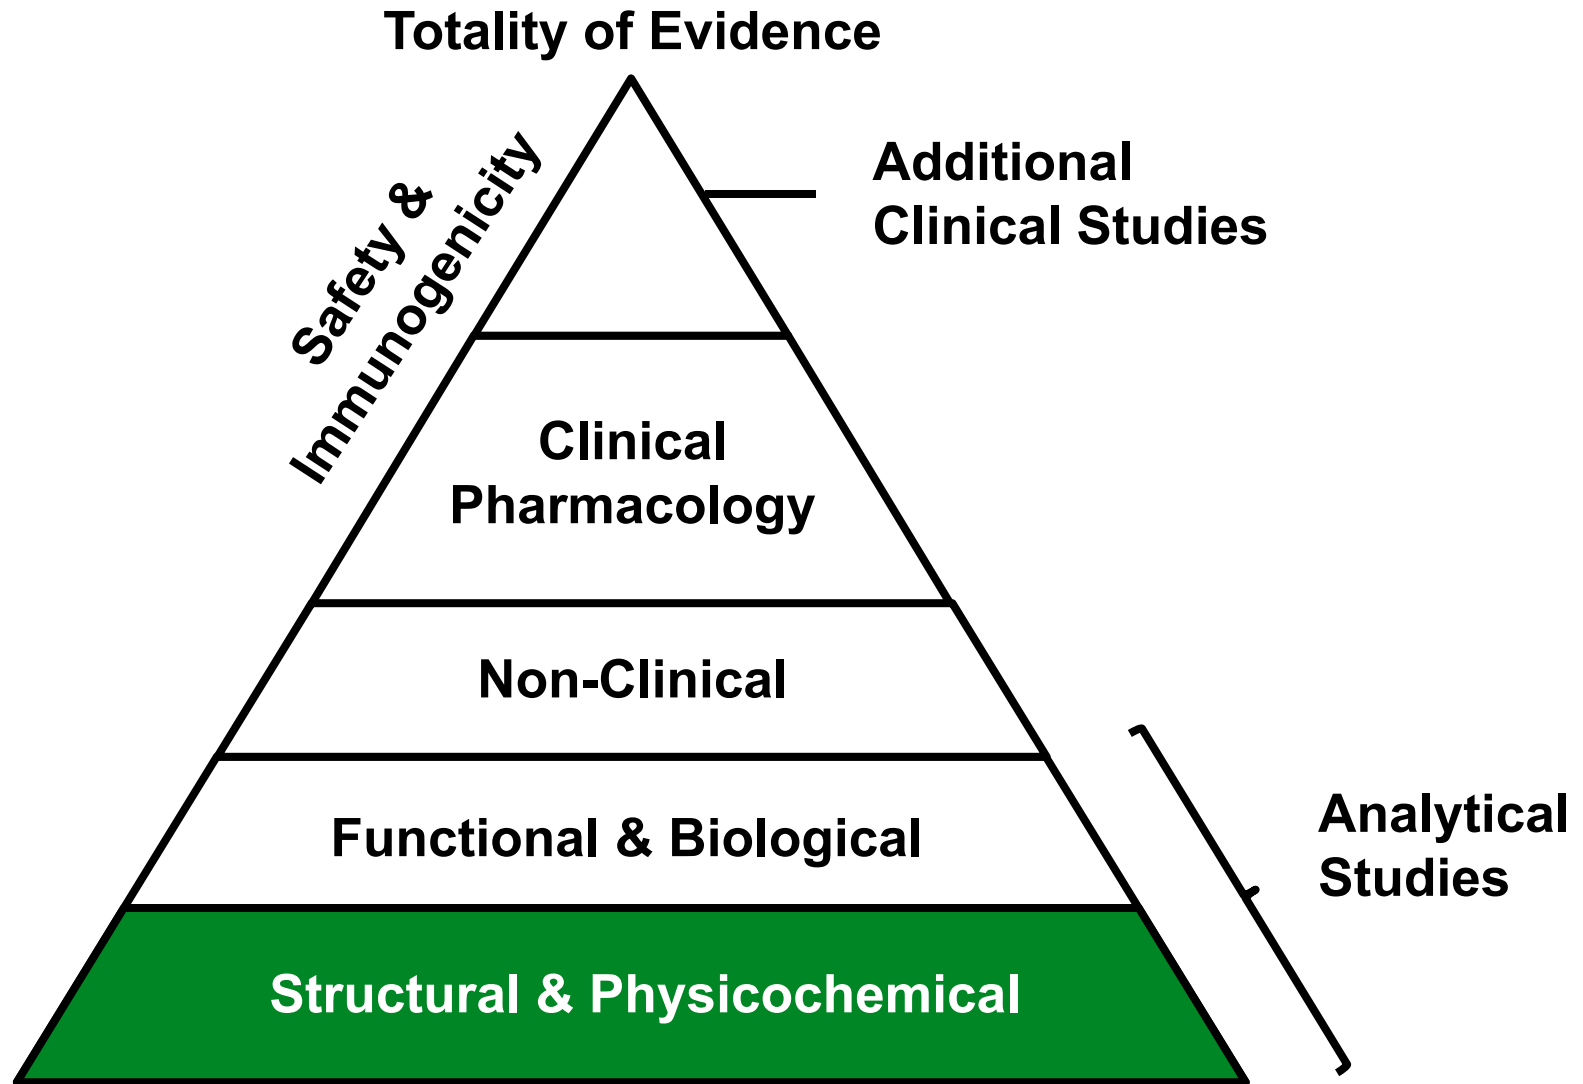 Totality of Evidence
Safety &
Immunogenicity
Additional
Clinical Studies
Clinical
Pharmacology
Non-Clinical
Functional & Biological
Analytical
Studies
Structural & Physicochemical